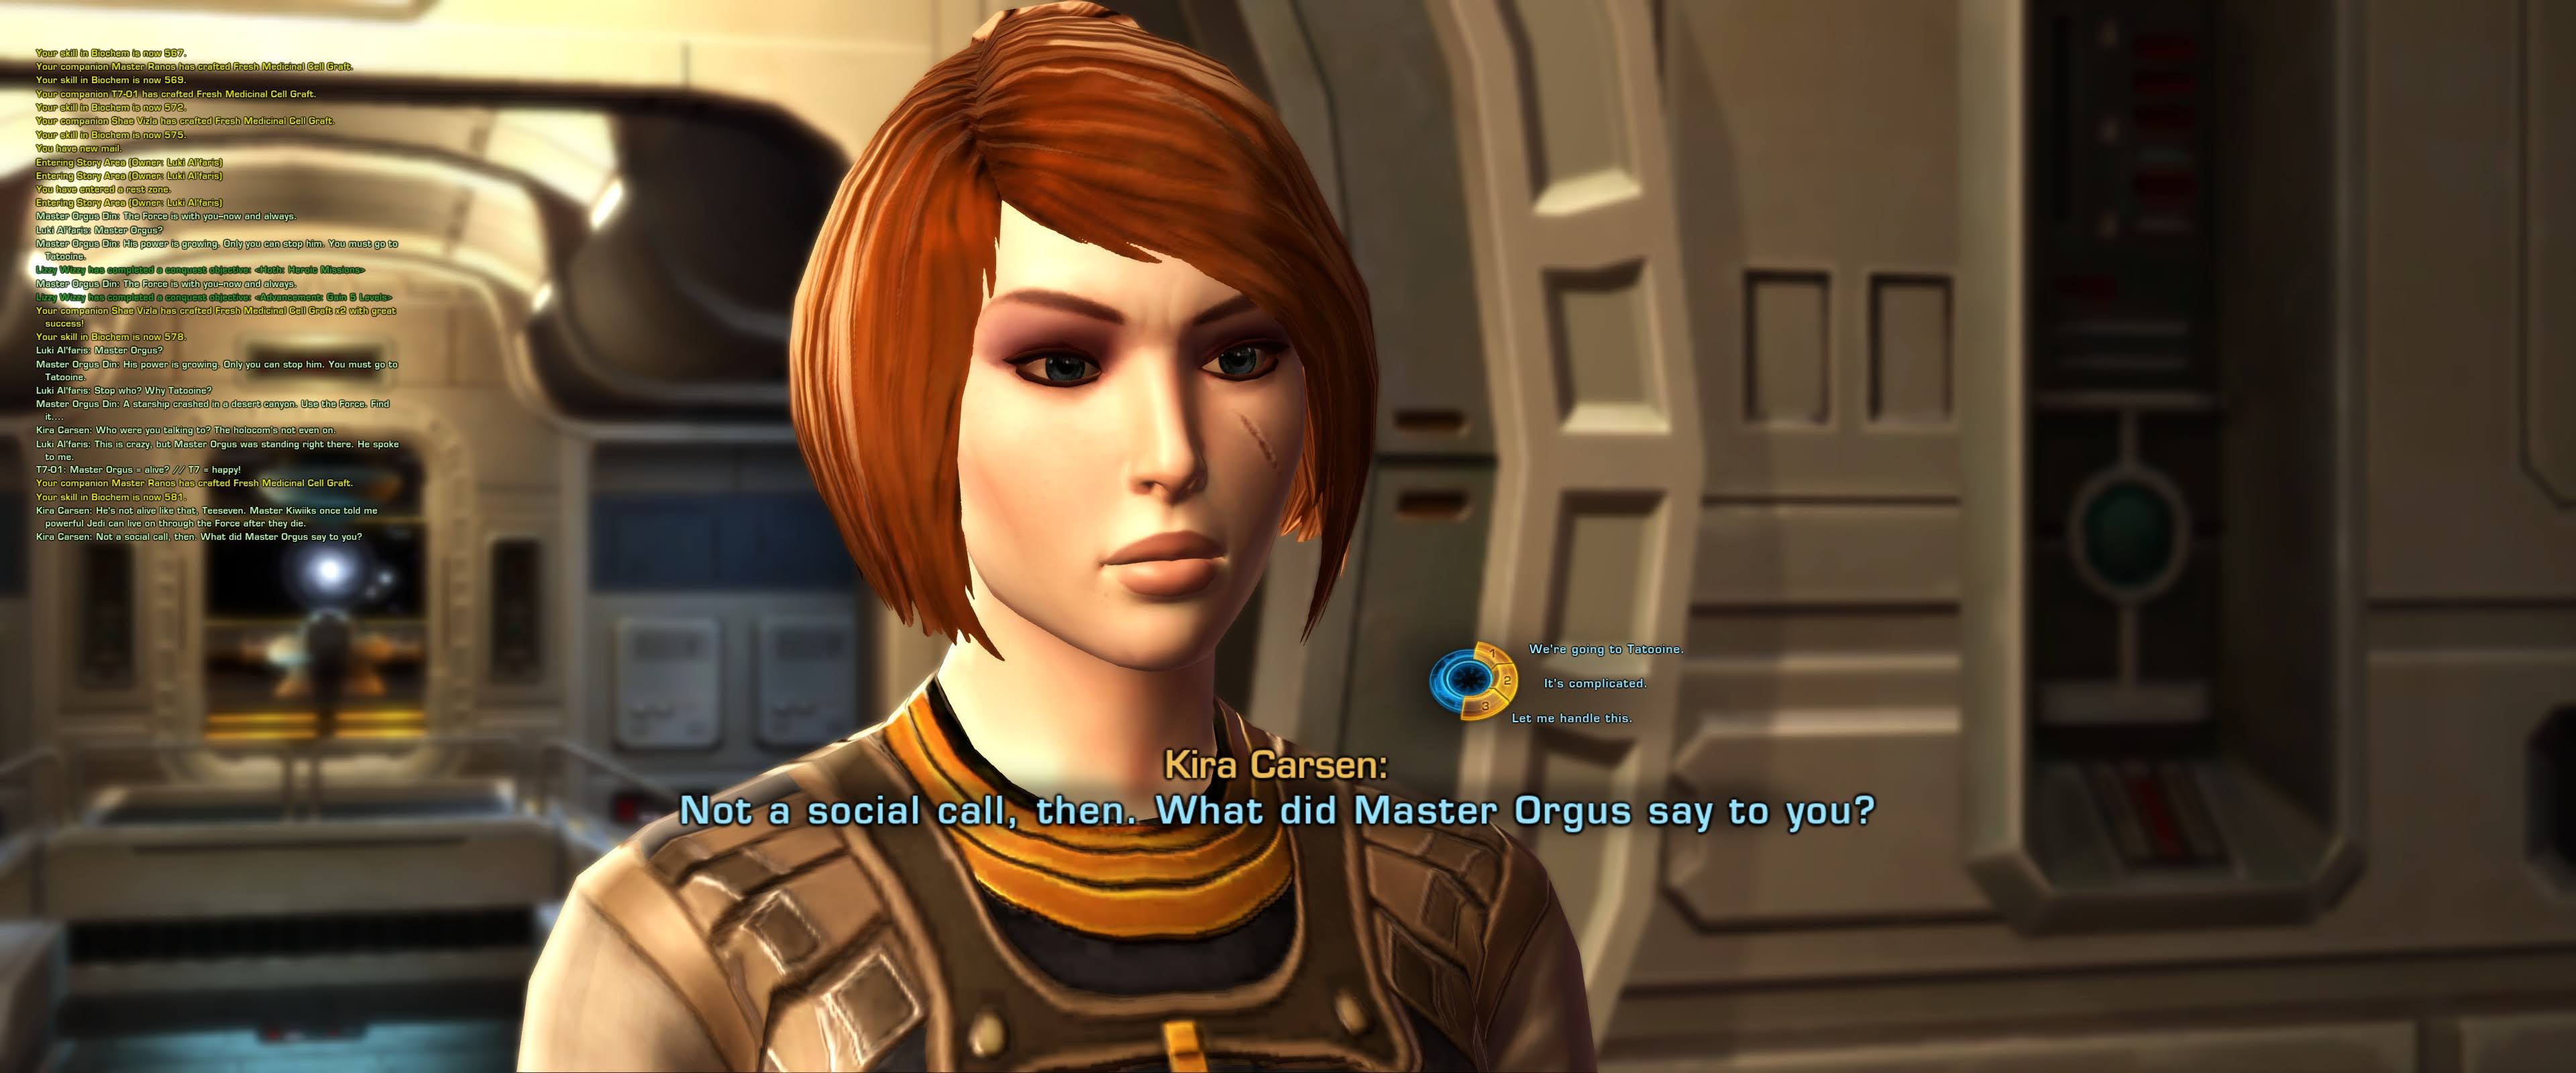 Your skill in Biochem is now 567.
Your companion Master Ranos has crafted Fresh Medicinal Cell Graft.
Your skill in Biochem is now 569.
Your companion T7-01 has crafted Fresh Medicinal Cell Graft.
Your skill in Biochem is now 572.
Your companion Shae Vizla has crafted Fresh Medicinal Cell Graft.
Your skill in Biochem is now 575.
You have new mail.
Entering Story Area (Owner: Luki Al'faris)
Entering Story Area (Owner: Luki Al'faris)
You have entered a rest zone.
Entering Story Area (Owner: Luki Al'faris)
Master Orgus Din: The Force is with you–now and always.
Luki Al'faris: Master Orgus?
Master Orgus Din: His power is growing. Only you can stop him. You must go to
Tatooine.
Lizzy Wizzy has completed a conquest objective: <Hoth: Heroic Missions>
Master Orgus Din: The Force is with you–now and always.
Lizzy Wizzy has completed a conquest objective: <Advancement: Gain 5 Levels>
Your companion Shae Vizla has crafted Fresh Medicinal Cell Graft x2 with great
success!
Your skill in Biochem is now 578.
Luki Al'faris: Master Orgus?
Master Orgus Din: His power is growing. Only you can stop him. You must go to
Tatooine.
Luki Al'faris: Stop who? Why Tatooine?
Master Orgus Din: A starship crashed in a desert canyon. Use the Force. Find
it....
Kira Carsen: Who were you talking to? The holocom's not even on.
Luki Al'faris: This is crazy, but Master Orgus was standing right there. He spoke
to me.
T7-01: Master Orgus = alive? // T7 = happy!
Your companion Master Ranos has crafted Fresh Medicinal Cell Graft.
Your skill in Biochem is now 581.
Kira Carsen: He's not alive like that, Teeseven. Master Kiwiiks once told me
powerful Jedi can live on through the Force after they die.
Kira Carsen: Not a social call, then. What did Master Orgus say to you?
1 We're going to Tatooine.
2 It's complicated.
3 Let me handle this.
Kira Carsen:
Not a social call, then. What did Master Orgus say to you?